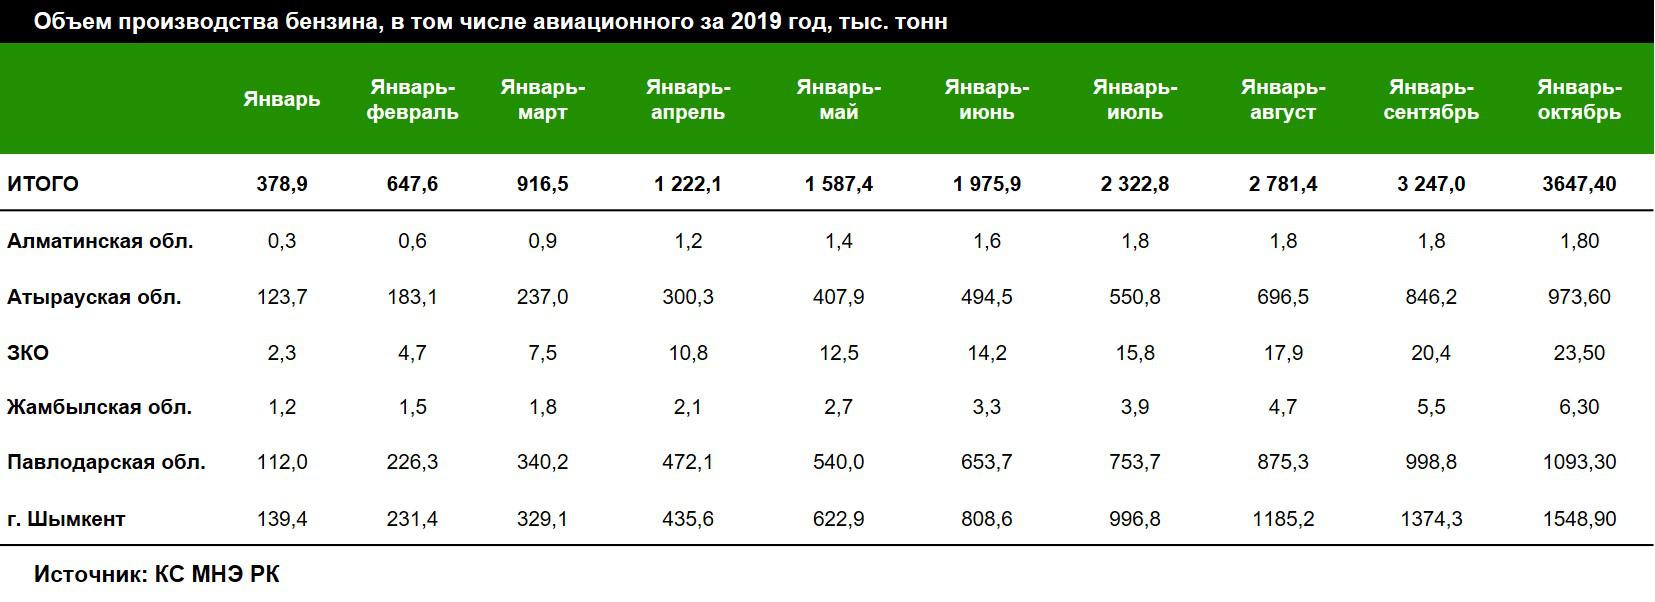 Объем производства бензина, в том числе авиационного за 2019 год, тыс. тонн
Январь Январь-февраль Январь-март Январь-апрель Январь-май Январь-июнь Январь-июль Январь-август Январь-сентябрь Январь-октябрь
ИТОГО 378,9 647,6 916,5 1 222,1 1 587,4 1 975,9 2 322,8 2 781,4 3 247,0 3647,40
Алматинская обл. 0,3 0,6 0,9 1,2 1,4 1,6 1,8 1,8 1,8 1,80
Атырауская обл. 123,7 183,1 237,0 300,3 407,9 494,5 550,8 696,5 846,2 973,60
ЗКО 2,3 4,7 7,5 10,8 12,5 14,2 15,8 17,9 20,4 23,50
Жамбылская обл. 1,2 1,5 1,8 2,1 2,7 3,3 3,9 4,7 5,5 6,30
Павлодарская обл. 112,0 226,3 340,2 472,1 540,0 653,7 753,7 875,3 998,8 1093,30
г. Шымкент 139,4 231,4 329,1 435,6 622,9 808,6 996,8 1185,2 1374,3 1548,90
Источник: КС МНЭ РК